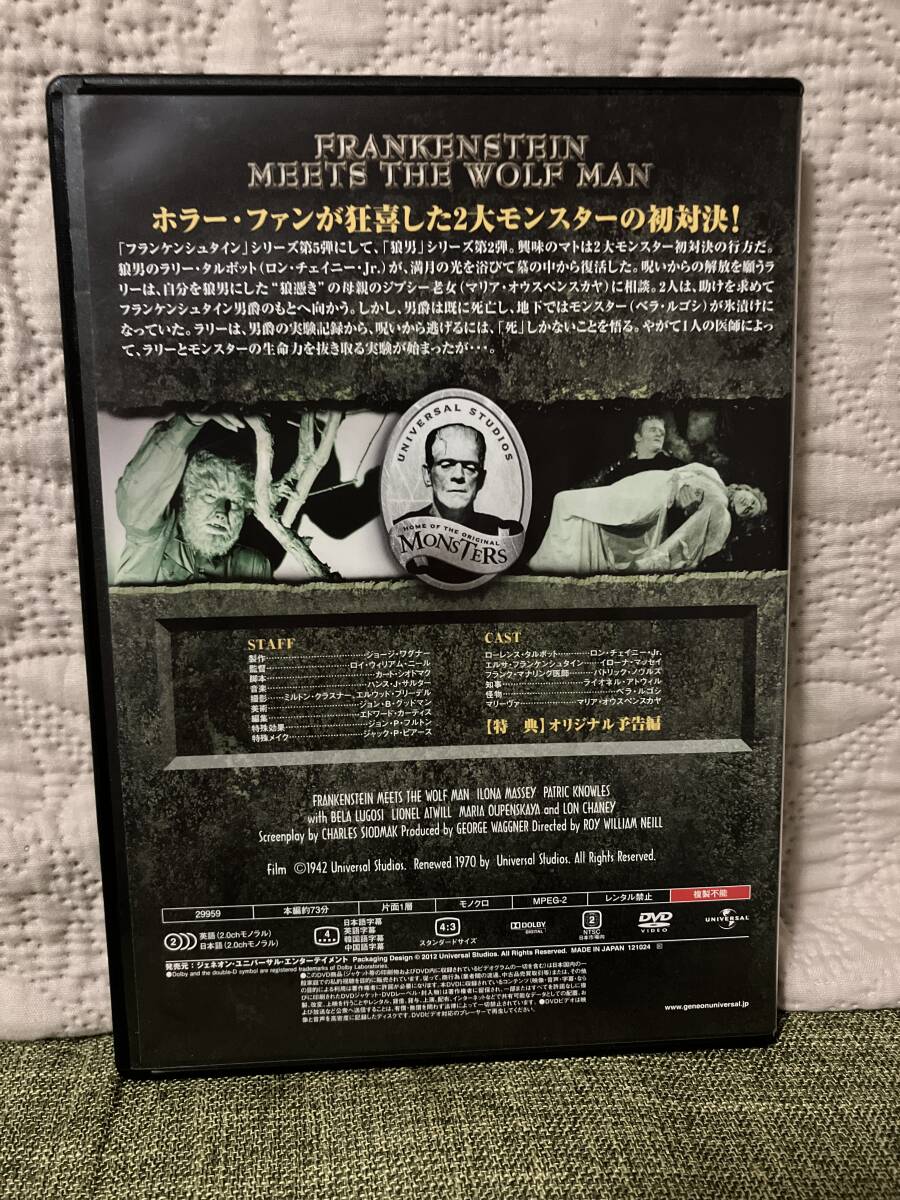 FRANKENSTEIN
MEETS THE WOLF MAN
ホラー・ファンが狂喜した2大モンスターの初対決!
「フランケンシュタイン」シリーズ第5弾にして、「狼男」シリーズ第2弾。興味のマトは2大モンスター初対決の行方だ。
狼男のラリー・タルボット(ロン・チェイニー・Jr.)が、満月の光を浴びて墓の中から復活した。呪いからの解放を願うラ
リーは、自分を狼男にした“狼憑き”の母親のジプシー老女(マリア・オウスペンスカヤ)に相談。2人は、助けを求めて
フランケンシュタイン男爵のもとへ向かう。しかし、男爵は既に死亡し、地下ではモンスター(ベラ・ルゴシ)が氷漬けに
なっていた。ラリーは、男爵の実験記録から、呪いから逃げるには、「死」しかないことを悟る。やがて1人の医師によっ
て、ラリーとモンスターの生命力を抜き取る実験が始まったが・・・。
UNIVERSAL STUDIOS
HOME OF THE ORIGINAL
MONSTERS
STAFF
製作……ジョージ・ワグナー
監督……ロイ・ウィリアム・ニール
脚本……カート・シオドマク
音楽……ハンス・J・サルター
撮影……ミルトン・クラスナー、エルウッド・ブリーデル
美術……ジョン・B・グッドマン
編集……エドワード・カーティス
特殊効果……ジョン・P・フルトン
特殊メイク……ジャック・P・ピアース
CAST
ローレンス・タルボット……ロン・チェイニー・Jr.
エルサ・フランケンシュタイン……イローナ・マッセイ
フランク・マナリング医師……パトリック・ノウルズ
知事……ライオネル・アトウィル
怪物……ベラ・ルゴシ
マリーヴァ……マリア・オウスペンスカヤ
【特 典】オリジナル予告編
FRANKENSTEIN MEETS THE WOLF MAN ILONA MASSEY PATRIC KNOWLES
with BELA LUGOSI LIONEL ATWILL MARIA OUPENSKAYA and LON CHANEY
Screenplay by CHARLES SIODMAK Produced by GEORGE WAGGNER Directed by ROY WILLIAM NEILL
Film ©1942 Universal Studios. Renewed 1970 by Universal Studios. All Rights Reserved.
29959 本編約73分 片面1層 モノクロ MPEG-2 レンタル禁止 複製不能
2 英語(2.0chモノラル)
日本語(2.0chモノラル)
4 日本語字幕
英語字幕
韓国語字幕
中国語字幕
4:3
スタンダードサイズ
DOLBY
DIGITAL
2
NTSC
日本市場向
DVD
VIDEO
UNIVERSAL
発売元:ジェネオン・ユニバーサル・エンターテイメント Packaging Design © 2012 Universal Studios. All Rights Reserved. MADE IN JAPAN 121024
●Dolby and the double-D symbol are registered trademarks of Dolby Laboratories.
www.geneonuniversal.jp